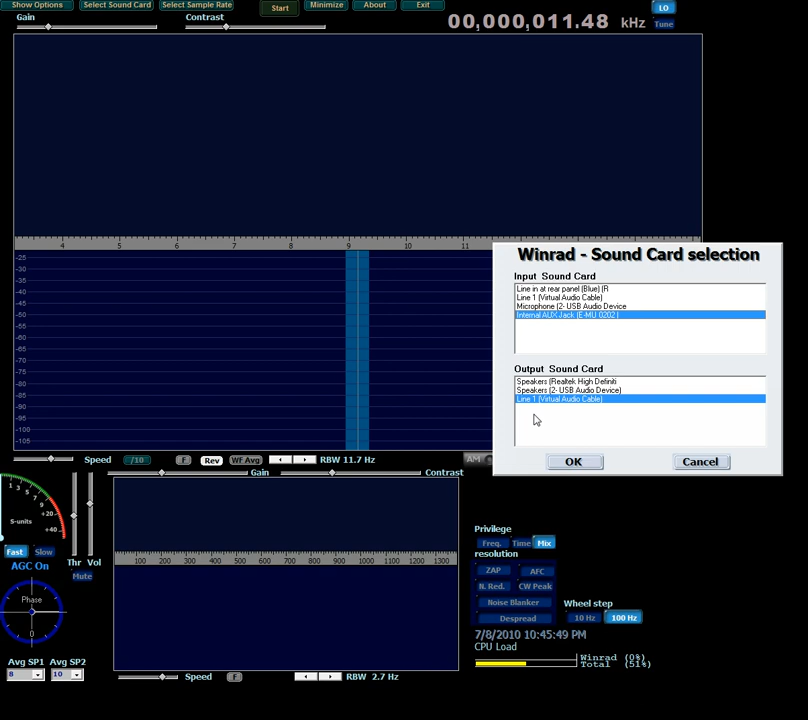 Show Options Select Sound Card Select Sample Rate Start Minimize About Exit
Gain Contrast
00,000,011.48 kHz
LO
Tune
4 5 6 7 8 9 10 11
-25
-30
-35
-40
-45
-50
-55
-60
-65
-70
-75
-80
-85
-90
-95
-100
-105
Winrad - Sound Card selection
Input Sound Card
Line in at rear panel (Blue) (R
Line 1 (Virtual Audio Cable)
Microphone (2- USB Audio Device
Internal AUX Jack (E-MU 0202 )
Output Sound Card
Speakers (Realtek High Definiti
Speakers (2- USB Audio Device)
Line 1 (Virtual Audio Cable)
OK Cancel
Speed /10 F Rev WF Avg RBW 11.7 Hz AM
Gain Contrast
1 3 5 7 9 +20 +40
S-units
Fast Slow
AGC On
Thr Vol
Mute
Phase
0
Avg SP1 Avg SP2
8 10
100 200 300 400 500 600 700 800 900 1000 1100 1200 1300
Speed F RBW 2.7 Hz
Privilege
Freq. Time Mix
resolution
ZAP AFC
N. Red. CW Peak
Noise Blanker
Despread
Wheel step
10 Hz 100 Hz
7/8/2010 10:45:49 PM
CPU Load
Winrad (0%)
Total (51%)